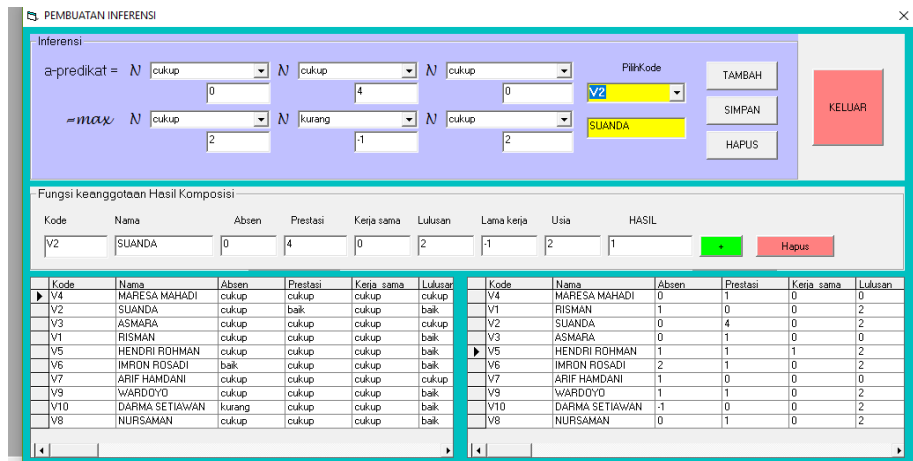 PEMBUATAN INFERENSI
Inferensi
a-predikat = N cukup N cukup N cukup PilihKode TAMBAH
0 4 0 V2
SIMPAN KELUAR
=max N cukup N kurang N cukup SUANDA
2 -1 2 HAPUS
Fungsi keanggotaan Hasil Komposisi
Kode Nama Absen Prestasi Kerja sama Lulusan Lama kerja Usia HASIL
V2 SUANDA 0 4 0 2 -1 2 1 + Hapus
Kode Nama Absen Prestasi Kerja sama Lulusar Kode Nama Absen Prestasi Kerja sama Lulusan
V4 MARESA MAHADI cukup cukup cukup cukup V4 MARESA MAHADI 0 1 0 0
V2 SUANDA cukup baik cukup baik V1 RISMAN 1 0 0 2
V3 ASMARA cukup cukup cukup cukup V2 SUANDA 0 4 0 2
V1 RISMAN cukup cukup cukup baik V3 ASMARA 0 1 0 0
V5 HENDRI ROHMAN cukup cukup cukup baik V5 HENDRI ROHMAN 1 1 1 2
V6 IMRON ROSADI baik cukup cukup baik V6 IMRON ROSADI 2 1 0 2
V7 ARIF HAMDANI cukup cukup cukup cukup V7 ARIF HAMDANI 1 0 0 0
V9 WARDOYO cukup cukup cukup baik V9 WARDOYO 1 1 0 2
V10 DARMA SETIAWAN kurang cukup cukup baik V10 DARMA SETIAWAN -1 0 0 2
V8 NURSAMAN cukup cukup cukup baik V8 NURSAMAN 0 1 0 2